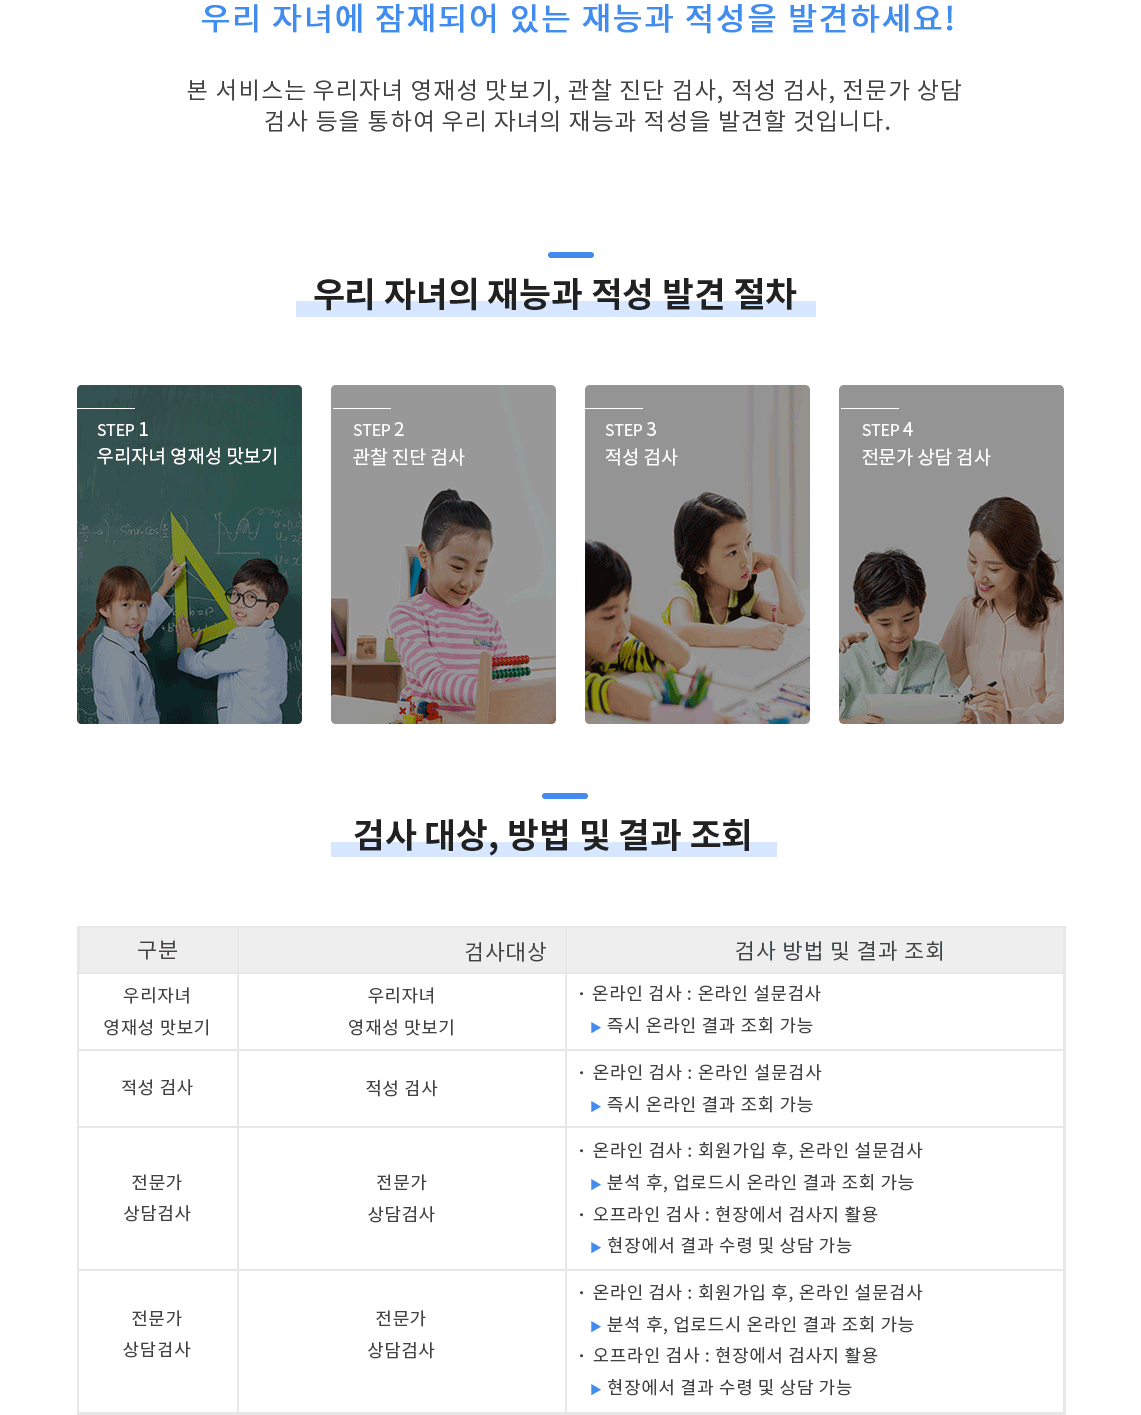 우리 자녀에 잠재되어 있는 재능과 적성을 발견하세요!
본 서비스는 우리자녀 영재성 맛보기, 관찰 진단 검사, 적성 검사, 전문가 상담
검사 등을 통하여 우리 자녀의 재능과 적성을 발견할 것입니다.
우리 자녀의 재능과 적성 발견 절차
STEP 1
우리자녀 영재성 맛보기
STEP 2
관찰 진단 검사
STEP 3
적성 검사
STEP 4
전문가 상담 검사
검사 대상, 방법 및 결과 조회
구분
검사대상
검사 방법 및 결과 조회
우리자녀
영재성 맛보기
우리자녀
영재성 맛보기
· 온라인 검사 : 온라인 설문검사
▶ 즉시 온라인 결과 조회 가능
적성 검사
적성 검사
· 온라인 검사 : 온라인 설문검사
▶ 즉시 온라인 결과 조회 가능
전문가
상담검사
전문가
상담검사
· 온라인 검사 : 회원가입 후, 온라인 설문검사
▶ 분석 후, 업로드시 온라인 결과 조회 가능
· 오프라인 검사 : 현장에서 검사지 활용
▶ 현장에서 결과 수령 및 상담 가능
전문가
상담검사
전문가
상담검사
· 온라인 검사 : 회원가입 후, 온라인 설문검사
▶ 분석 후, 업로드시 온라인 결과 조회 가능
· 오프라인 검사 : 현장에서 검사지 활용
▶ 현장에서 결과 수령 및 상담 가능